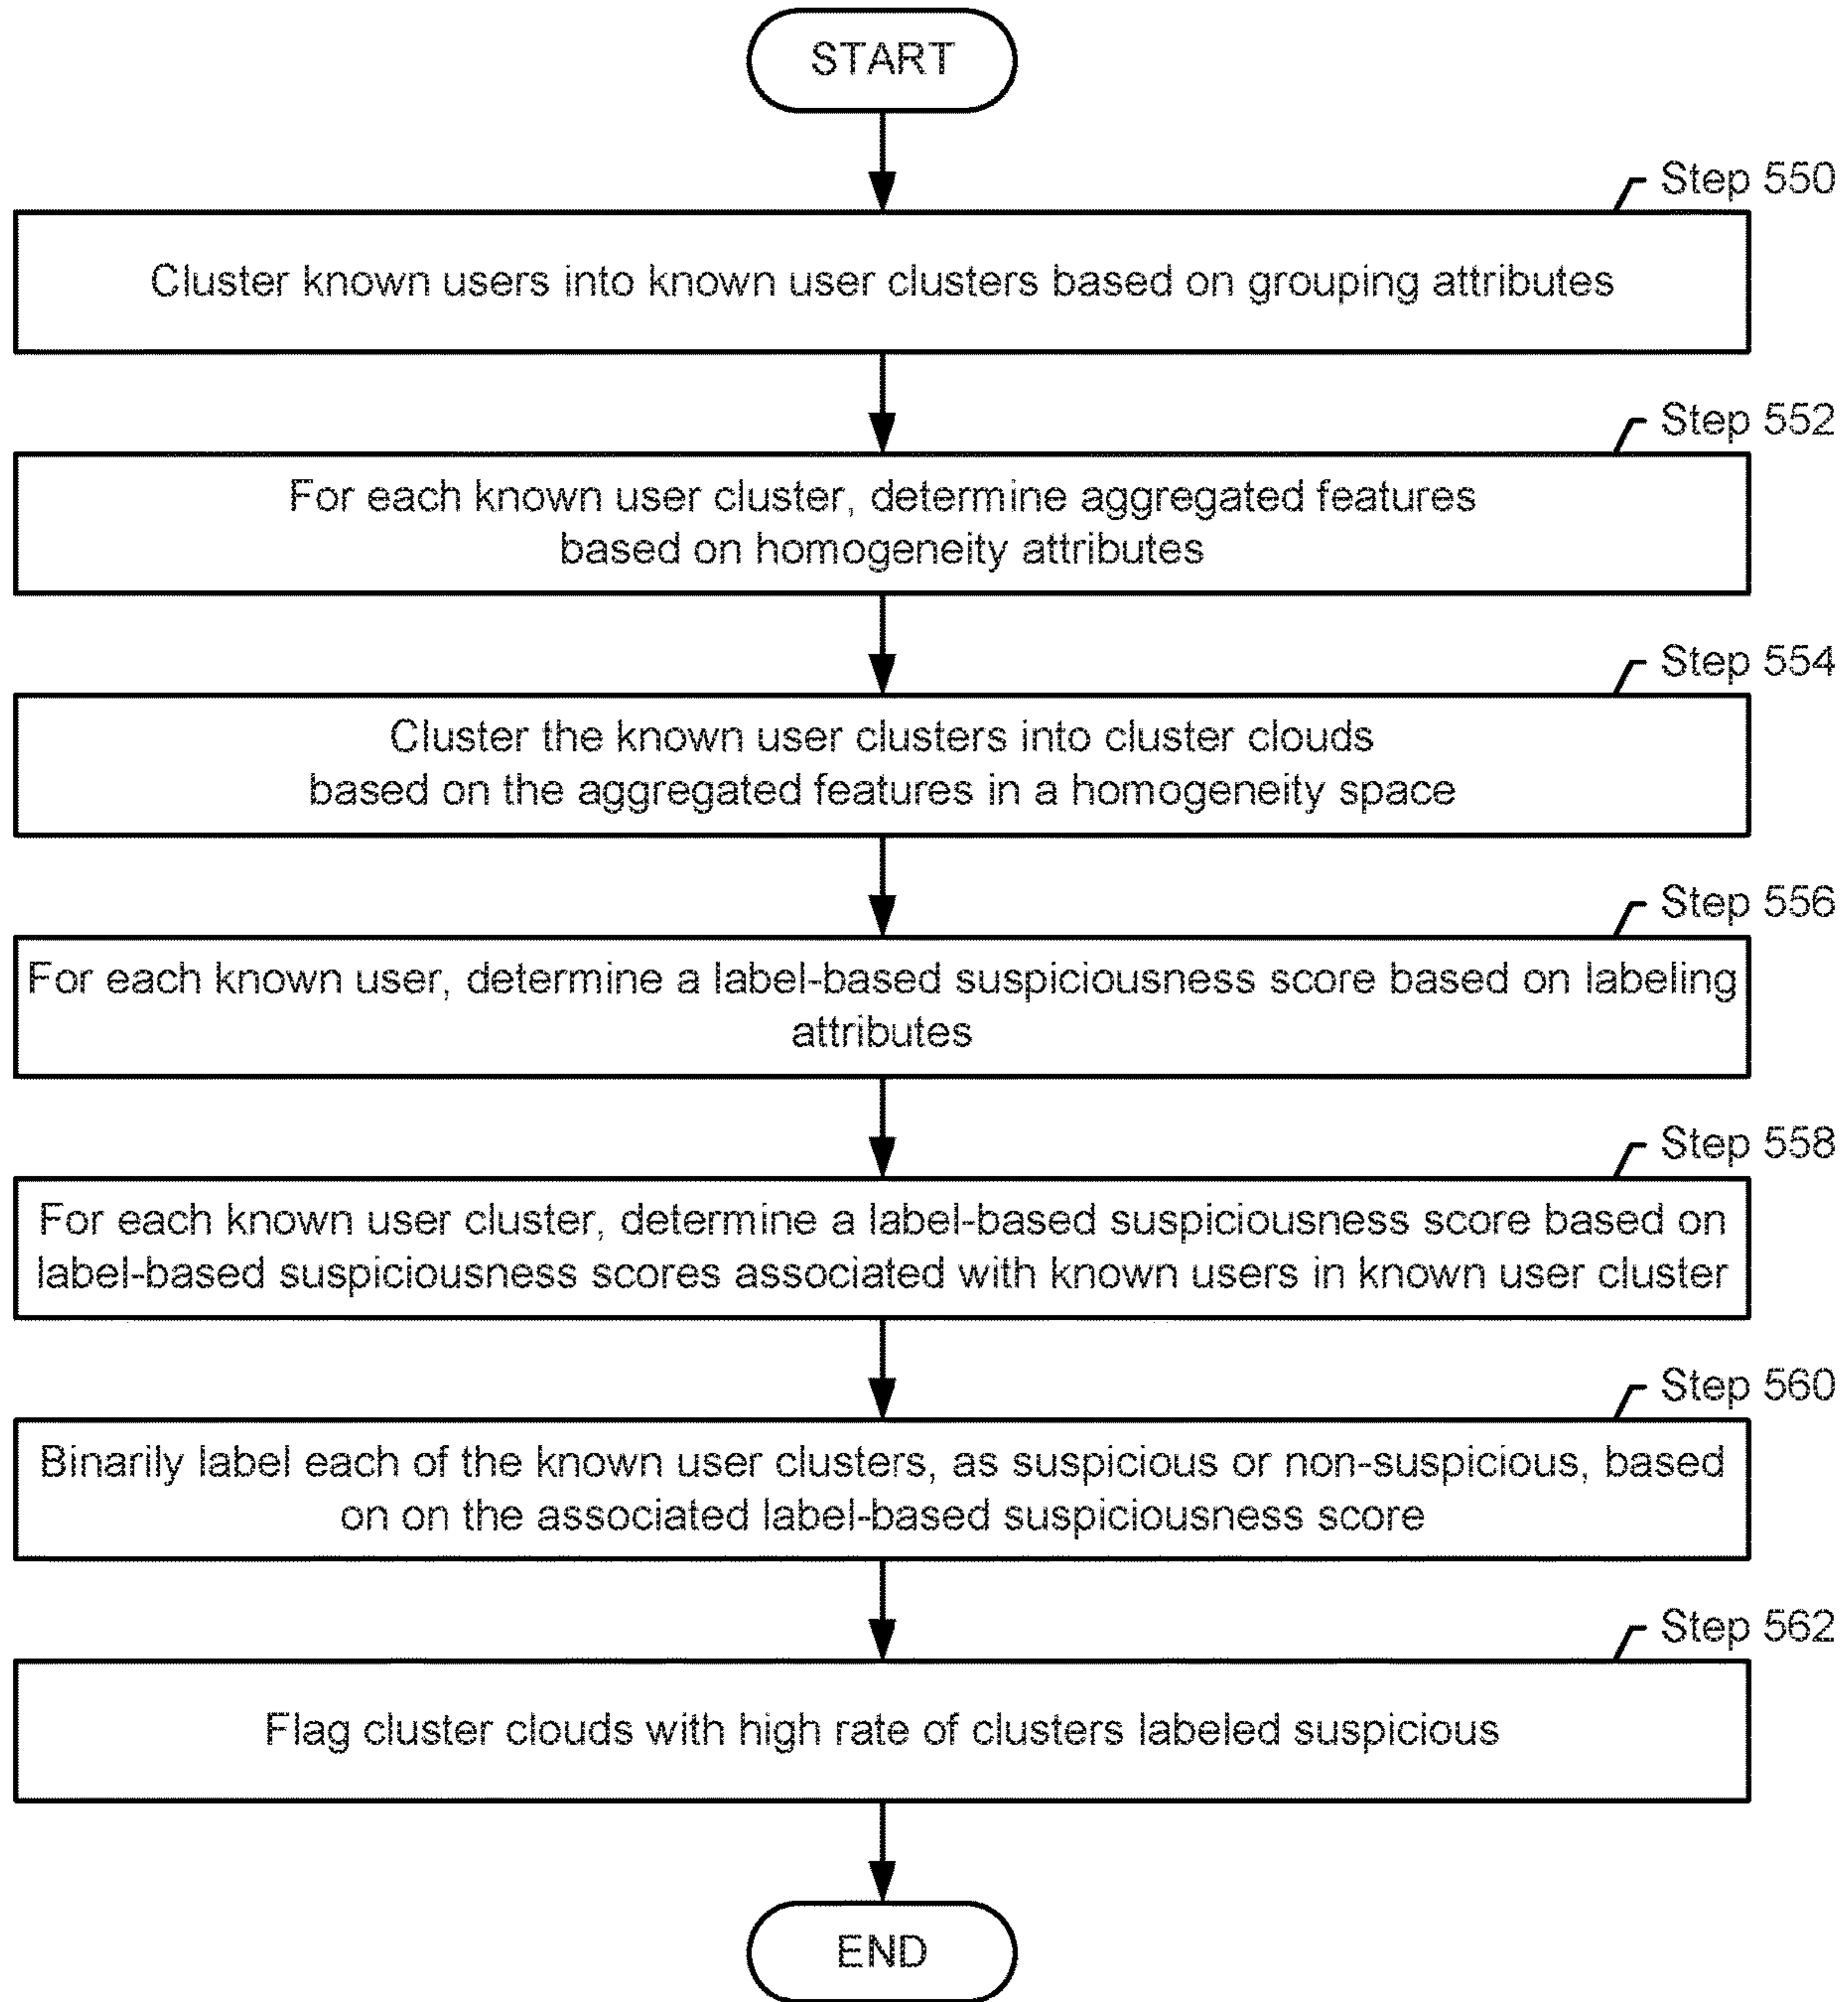 START
Step 550
Cluster known users into known user clusters based on grouping attributes
Step 552
For each known user cluster, determine aggregated features
based on homogeneity attributes
Step 554
Cluster the known user clusters into cluster clouds
based on the aggregated features in a homogeneity space
Step 556
For each known user, determine a label-based suspiciousness score based on labeling
attributes
Step 558
For each known user cluster, determine a label-based suspiciousness score based on
label-based suspiciousness scores associated with known users in known user cluster
Step 560
Binarily label each of the known user clusters, as suspicious or non-suspicious, based
on on the associated label-based suspiciousness score
Step 562
Flag cluster clouds with high rate of clusters labeled suspicious
END